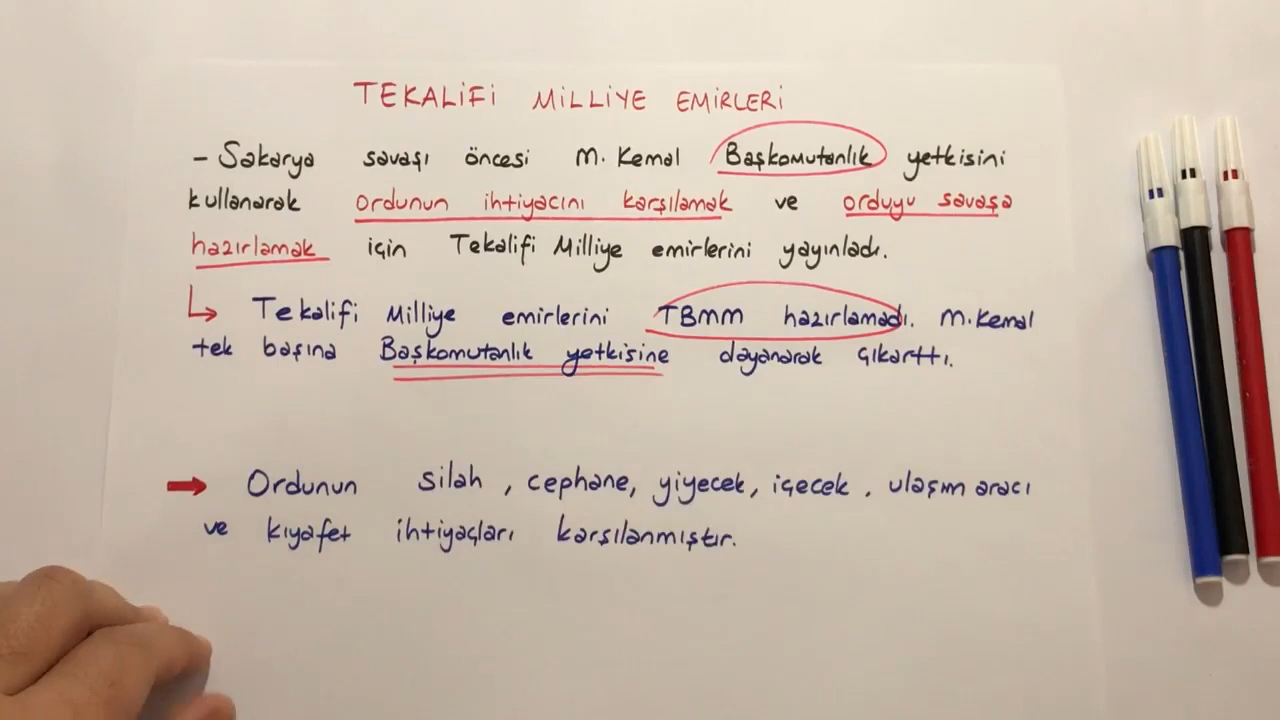 TEKALİFİ MİLLİYE EMİRLERİ
- Sakarya savaşı öncesi M. Kemal Başkomutanlık yetkisini
kullanarak ordunun ihtiyacını karşılamak ve orduyu savaşa
hazırlamak için Tekalifi Milliye emirlerini yayınladı.
↳ Tekalifi Milliye emirlerini TBMM hazırlamadı. M.Kemal
tek başına Başkomutanlık yetkisine dayanarak çıkarttı.
➡ Ordunun silah, cephane, yiyecek, içecek, ulaşım aracı
ve kıyafet ihtiyaçları karşılanmıştır.